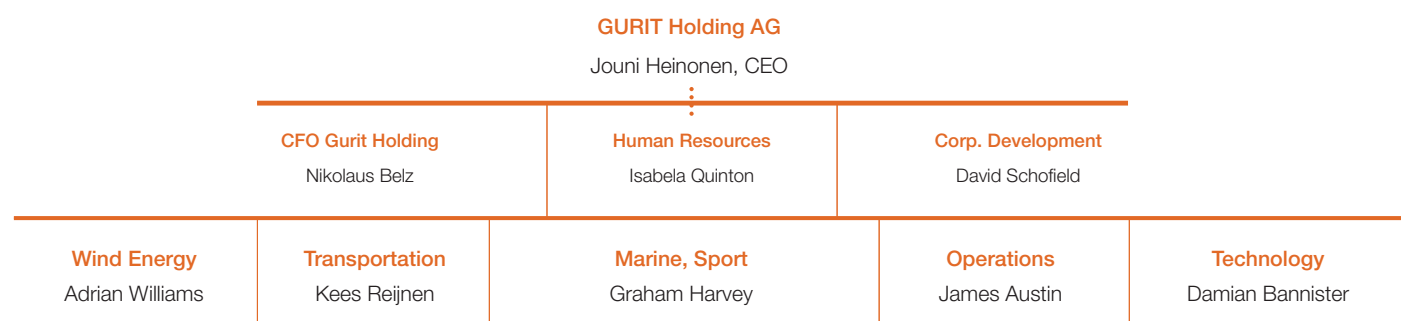 GURIT Holding AG
Jouni Heinonen, CEO
CFO Gurit Holding
Nikolaus Belz
Human Resources
Isabela Quinton
Corp. Development
David Schofield
Wind Energy
Adrian Williams
Transportation
Kees Reijnen
Marine, Sport
Graham Harvey
Operations
James Austin
Technology
Damian Bannister